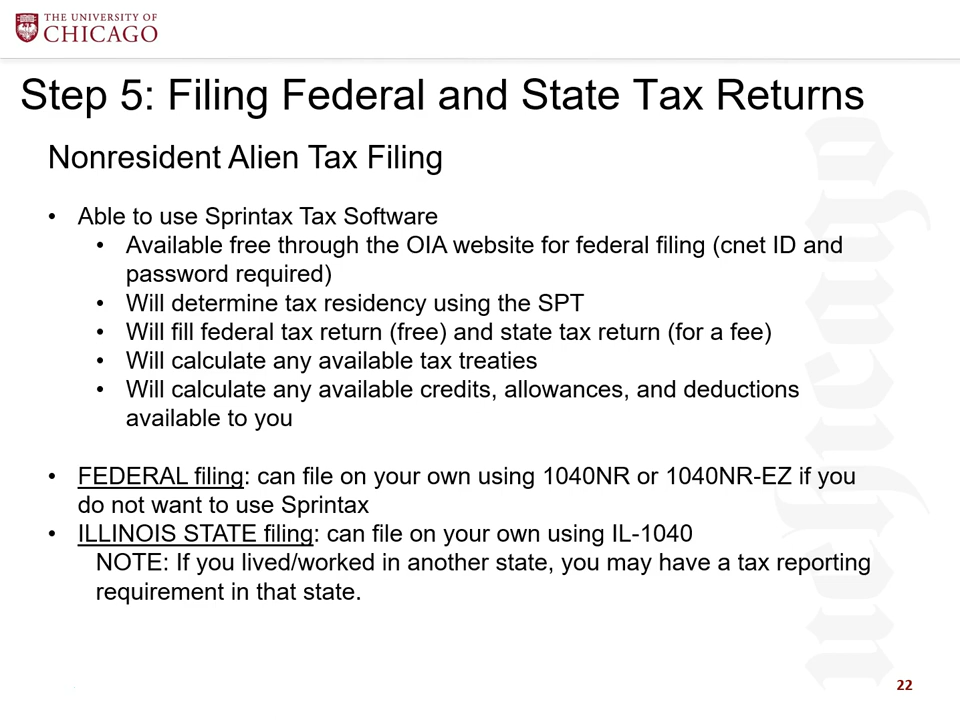 THE UNIVERSITY OF
CHICAGO
Step 5: Filing Federal and State Tax Returns
Nonresident Alien Tax Filing
• Able to use Sprintax Tax Software
• Available free through the OIA website for federal filing (cnet ID and
password required)
• Will determine tax residency using the SPT
• Will fill federal tax return (free) and state tax return (for a fee)
• Will calculate any available tax treaties
• Will calculate any available credits, allowances, and deductions
available to you
• FEDERAL filing: can file on your own using 1040NR or 1040NR-EZ if you
do not want to use Sprintax
• ILLINOIS STATE filing: can file on your own using IL-1040
NOTE: If you lived/worked in another state, you may have a tax reporting
requirement in that state.
22